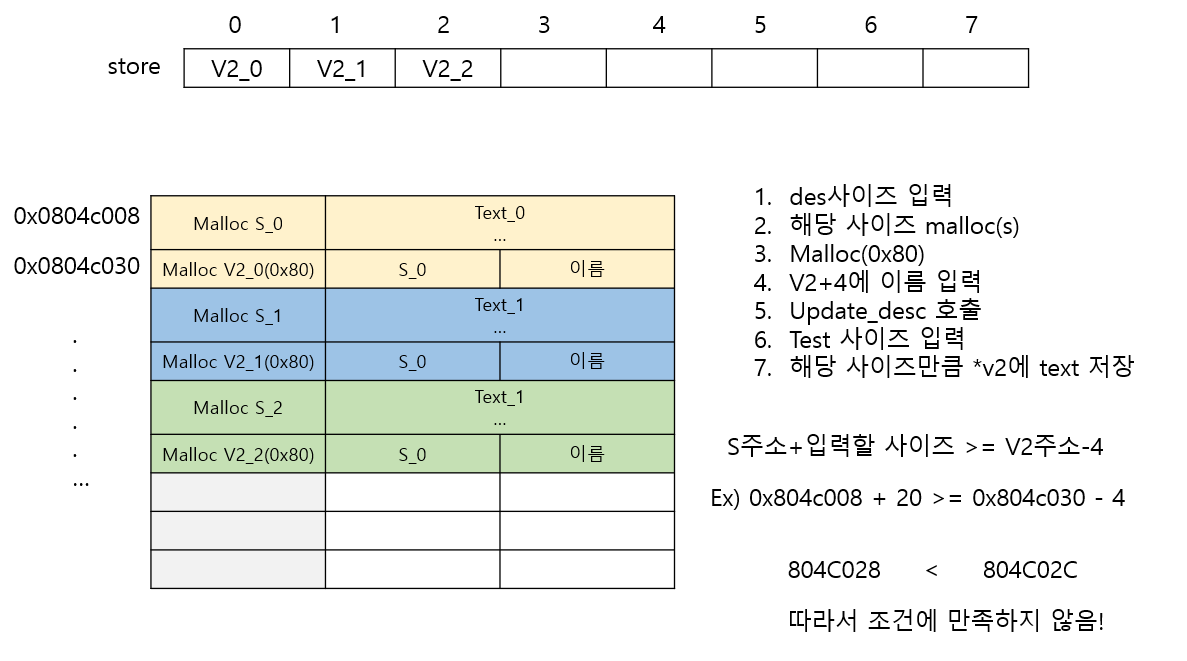 0 1 2 3 4 5 6 7
store V2_0 V2_1 V2_2
0x0804c008
0x0804c030
.
.
.
.
.
...
Malloc S_0 Text_0
...
Malloc V2_0(0x80) S_0 이름
Malloc S_1 Text_1
...
Malloc V2_1(0x80) S_0 이름
Malloc S_2 Text_1
...
Malloc V2_2(0x80) S_0 이름
1. des사이즈 입력
2. 해당 사이즈 malloc(s)
3. Malloc(0x80)
4. V2+4에 이름 입력
5. Update_desc 호출
6. Test 사이즈 입력
7. 해당 사이즈만큼 *v2에 text 저장
S주소+입력할 사이즈 >= V2주소-4
Ex) 0x804c008 + 20 >= 0x804c030 - 4
804C028 < 804C02C
따라서 조건에 만족하지 않음!